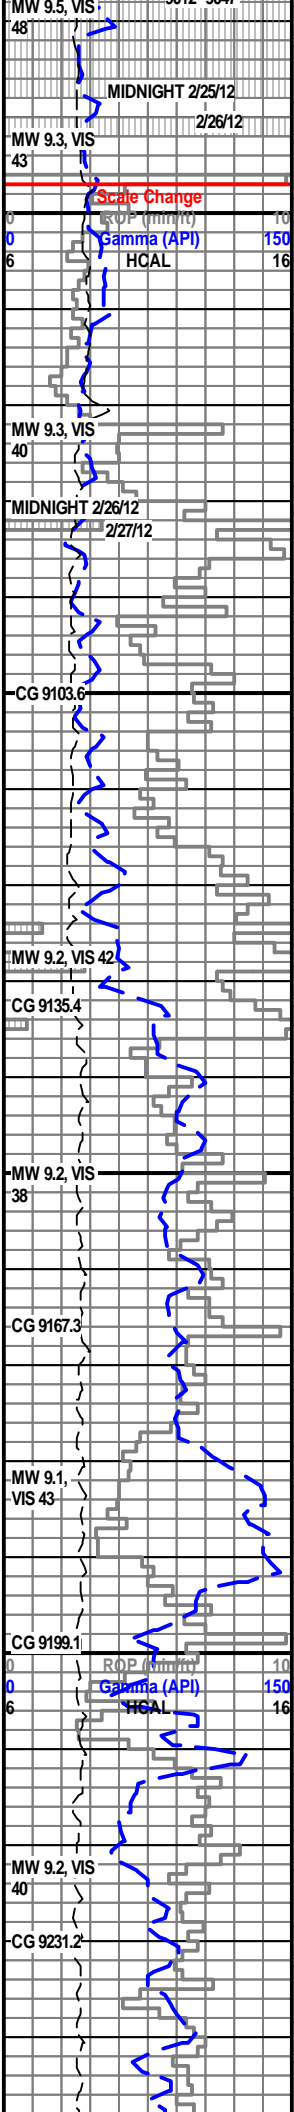 MW 9.5, VIS
48
MIDNIGHT 2/25/12
2/26/12
MW 9.3, VIS
43
Scale Change
0 ROP (min/ft) 10
0 Gamma (API) 150
6 HCAL 16
MW 9.3, VIS
40
MIDNIGHT 2/26/12
2/27/12
CG 9103.6
MW 9.2, VIS 42
CG 9135.4
MW 9.2, VIS
38
CG 9167.3
MW 9.1,
VIS 43
CG 9199.1
0 ROP (min/ft) 10
0 Gamma (API) 150
6 HCAL 16
MW 9.2, VIS
40
CG 9231.2